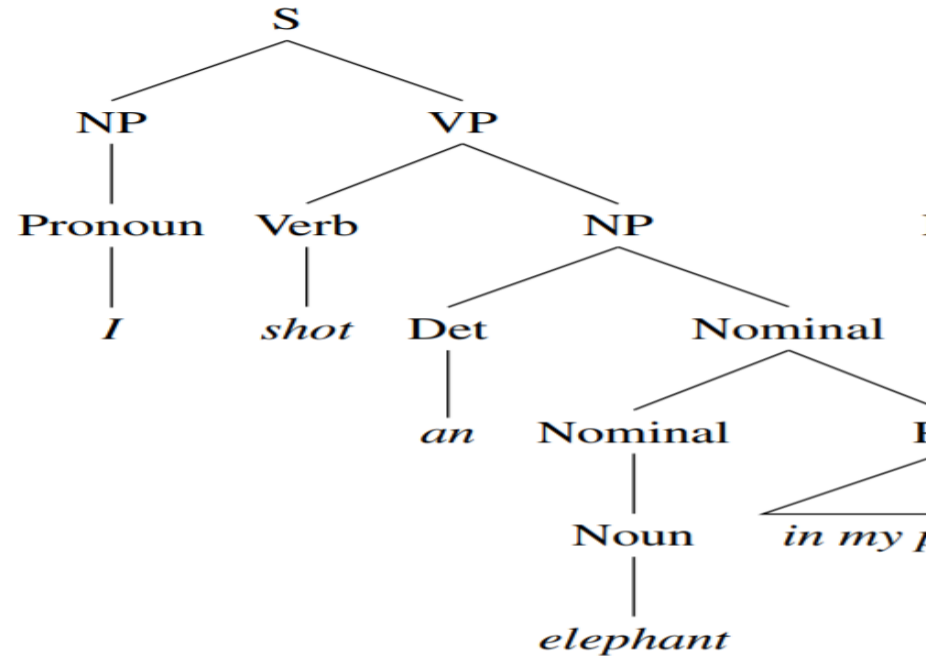 S
NP VP
Pronoun Verb NP
I shot Det Nominal
an Nominal
Noun in my
elephant